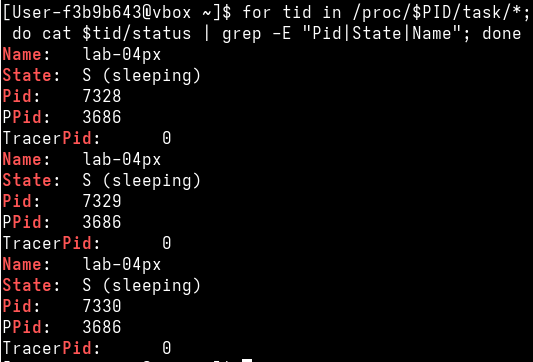 [User-f3b9b643@vbox ~]$ for tid in /proc/$PID/task/*;
do cat $tid/status | grep -E "Pid|State|Name"; done
Name:   lab-04px
State:  S (sleeping)
Pid:    7328
PPid:   3686
TracerPid:      0
Name:   lab-04px
State:  S (sleeping)
Pid:    7329
PPid:   3686
TracerPid:      0
Name:   lab-04px
State:  S (sleeping)
Pid:    7330
PPid:   3686
TracerPid:      0